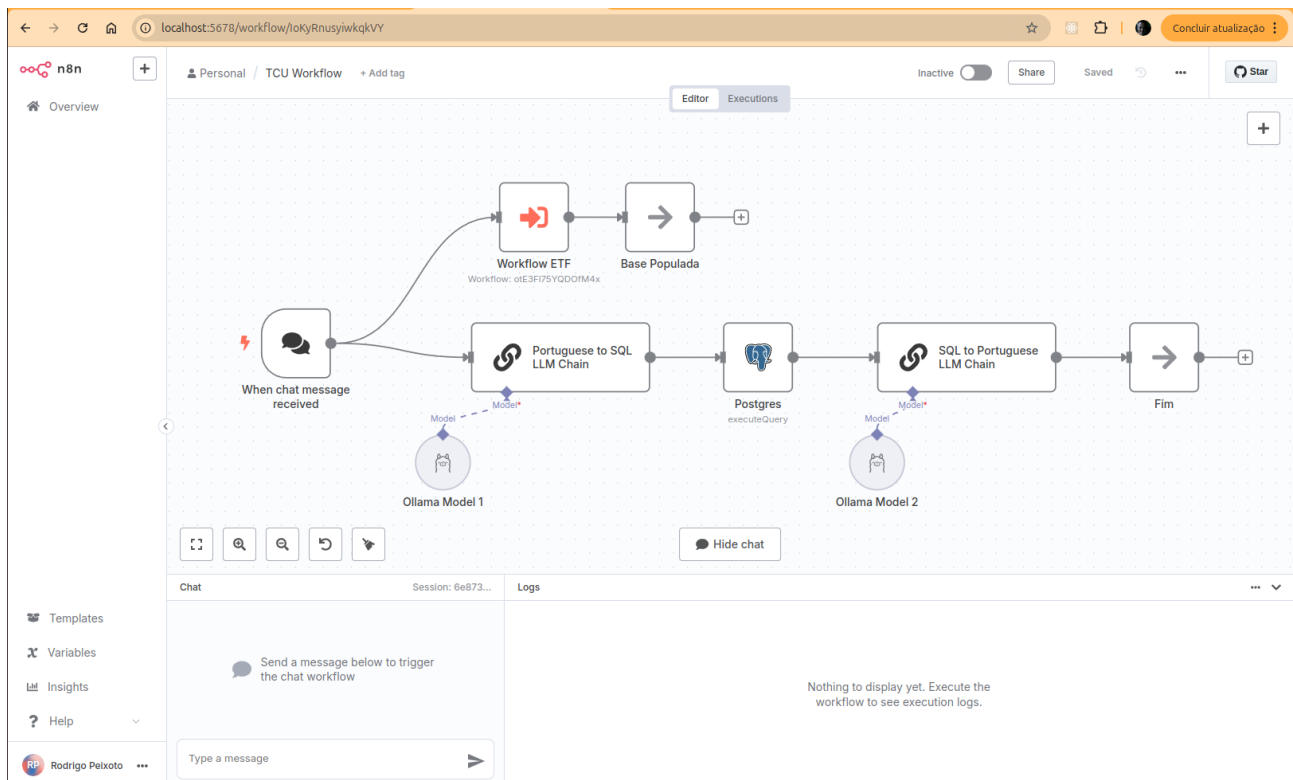 localhost:5678/workflow/IoKyRnusyiwkqkVY
Concluir atualização
n8n
Personal / TCU Workflow + Add tag
Inactive
Share
Saved
Star
Overview
Editor
Executions
Workflow ETF
Workflow: otE3FI75YQDOfM4x
Base Populada
When chat message
received
Portuguese to SQL
LLM Chain
Model*
Model
Ollama Model 1
Postgres
executeQuery
SQL to Portuguese
LLM Chain
Model*
Model
Ollama Model 2
Fim
Hide chat
Chat
Session: 6e873...
Logs
Send a message below to trigger
the chat workflow
Nothing to display yet. Execute the
workflow to see execution logs.
Type a message
Templates
Variables
Insights
Help
RP
Rodrigo Peixoto